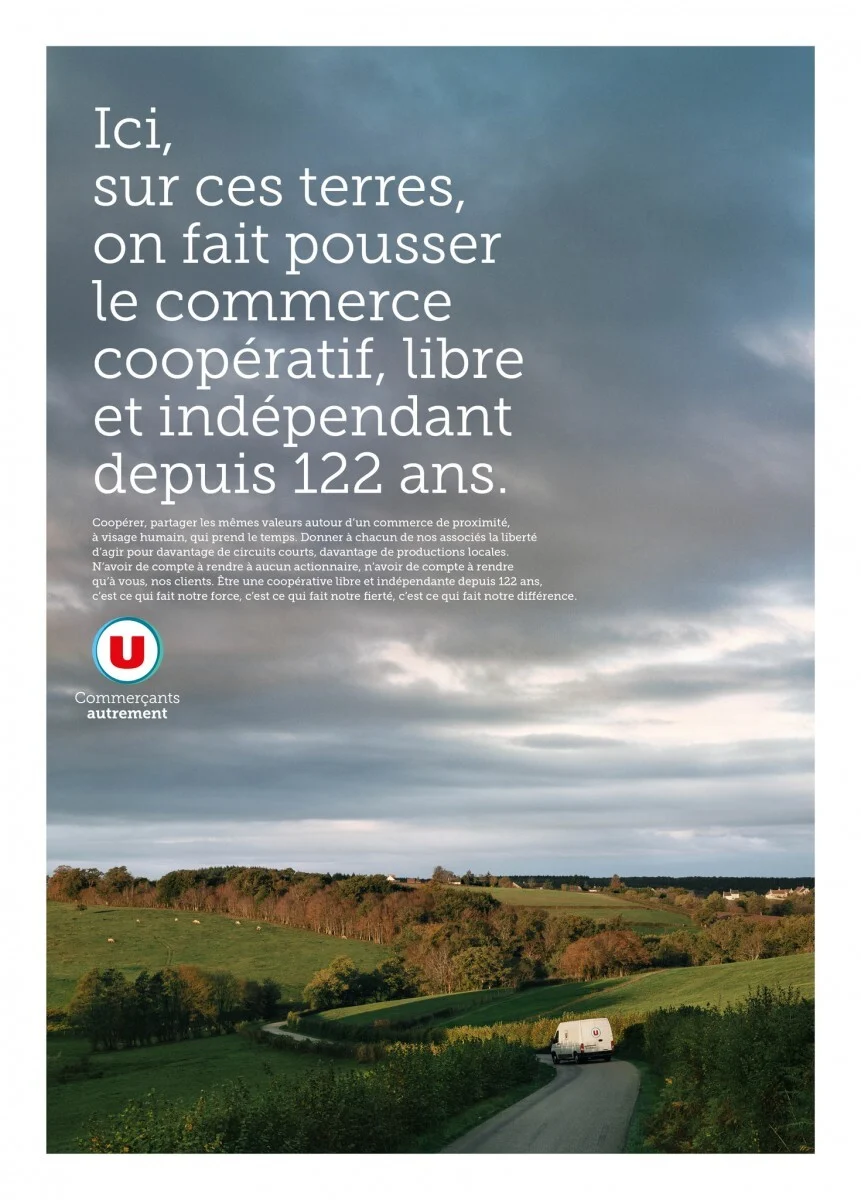 Ici,
sur ces terres,
on fait pousser
le commerce
coopératif, libre
et indépendant
depuis 122 ans.
Coopérer, partager les mêmes valeurs autour d'un commerce de proximité,
à visage humain, qui prend le temps. Donner à chacun de nos associés la liberté
d'agir pour davantage de circuits courts, davantage de productions locales.
N'avoir de compte à rendre à aucun actionnaire, n'avoir de compte à rendre
qu'à vous, nos clients. Être une coopérative libre et indépendante depuis 122 ans,
c'est ce qui fait notre force, c'est ce qui fait notre fierté, c'est ce qui fait notre différence.
U
Commerçants
autrement
U